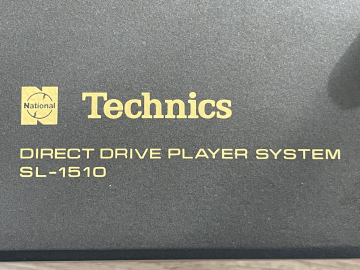 National Technics
DIRECT DRIVE PLAYER SYSTEM
SL-1510